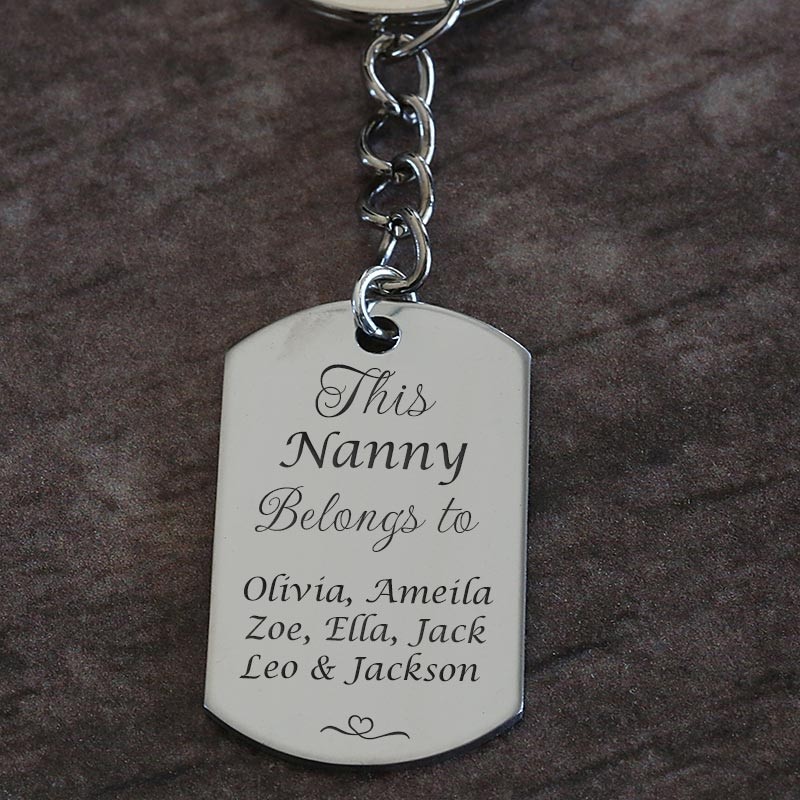 This
Nanny
Belongs to
Olivia, Ameila
Zoe, Ella, Jack
Leo & Jackson